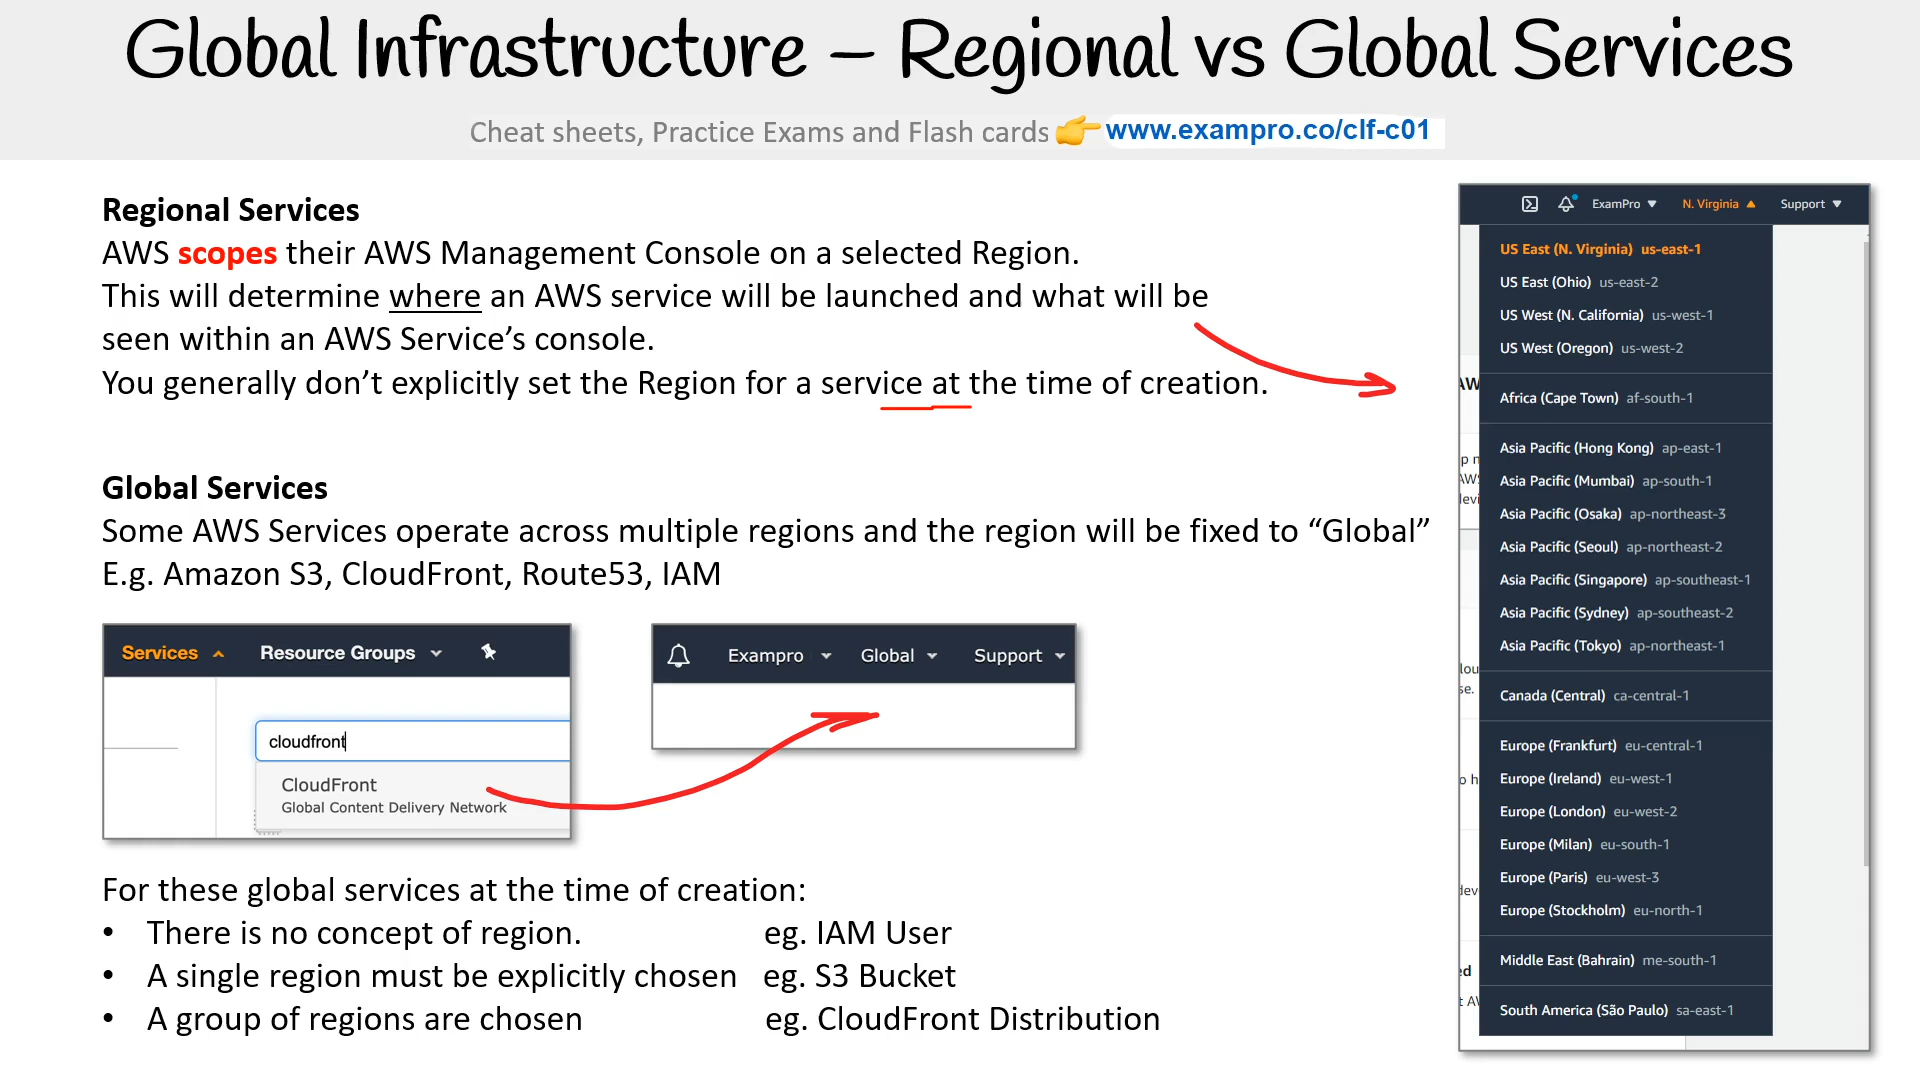 Global Infrastructure – Regional vs Global Services
Cheat sheets, Practice Exams and Flash cards 👉 www.exampro.co/clf-c01
Regional Services
AWS scopes their AWS Management Console on a selected Region.
This will determine where an AWS service will be launched and what will be
seen within an AWS Service’s console.
You generally don’t explicitly set the Region for a service at the time of creation.
Global Services
Some AWS Services operate across multiple regions and the region will be fixed to “Global”
E.g. Amazon S3, CloudFront, Route53, IAM
Services Resource Groups
cloudfront
CloudFront
Global Content Delivery Network
Exampro Global Support
For these global services at the time of creation:
• There is no concept of region. eg. IAM User
• A single region must be explicitly chosen eg. S3 Bucket
• A group of regions are chosen eg. CloudFront Distribution
ExamPro N. Virginia Support
US East (N. Virginia) us-east-1
US East (Ohio) us-east-2
US West (N. California) us-west-1
US West (Oregon) us-west-2
Africa (Cape Town) af-south-1
Asia Pacific (Hong Kong) ap-east-1
Asia Pacific (Mumbai) ap-south-1
Asia Pacific (Osaka) ap-northeast-3
Asia Pacific (Seoul) ap-northeast-2
Asia Pacific (Singapore) ap-southeast-1
Asia Pacific (Sydney) ap-southeast-2
Asia Pacific (Tokyo) ap-northeast-1
Canada (Central) ca-central-1
Europe (Frankfurt) eu-central-1
Europe (Ireland) eu-west-1
Europe (London) eu-west-2
Europe (Milan) eu-south-1
Europe (Paris) eu-west-3
Europe (Stockholm) eu-north-1
Middle East (Bahrain) me-south-1
South America (São Paulo) sa-east-1